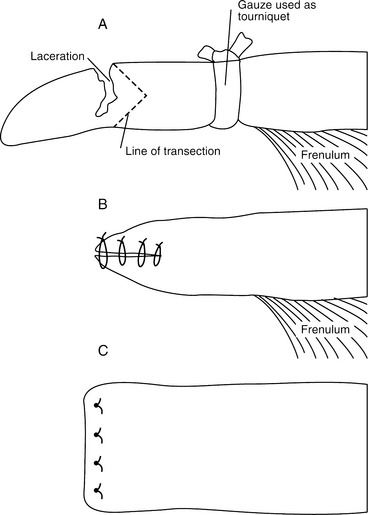 A
Gauze used as
tourniquet
Laceration
Line of transection
Frenulum
B
Frenulum
C